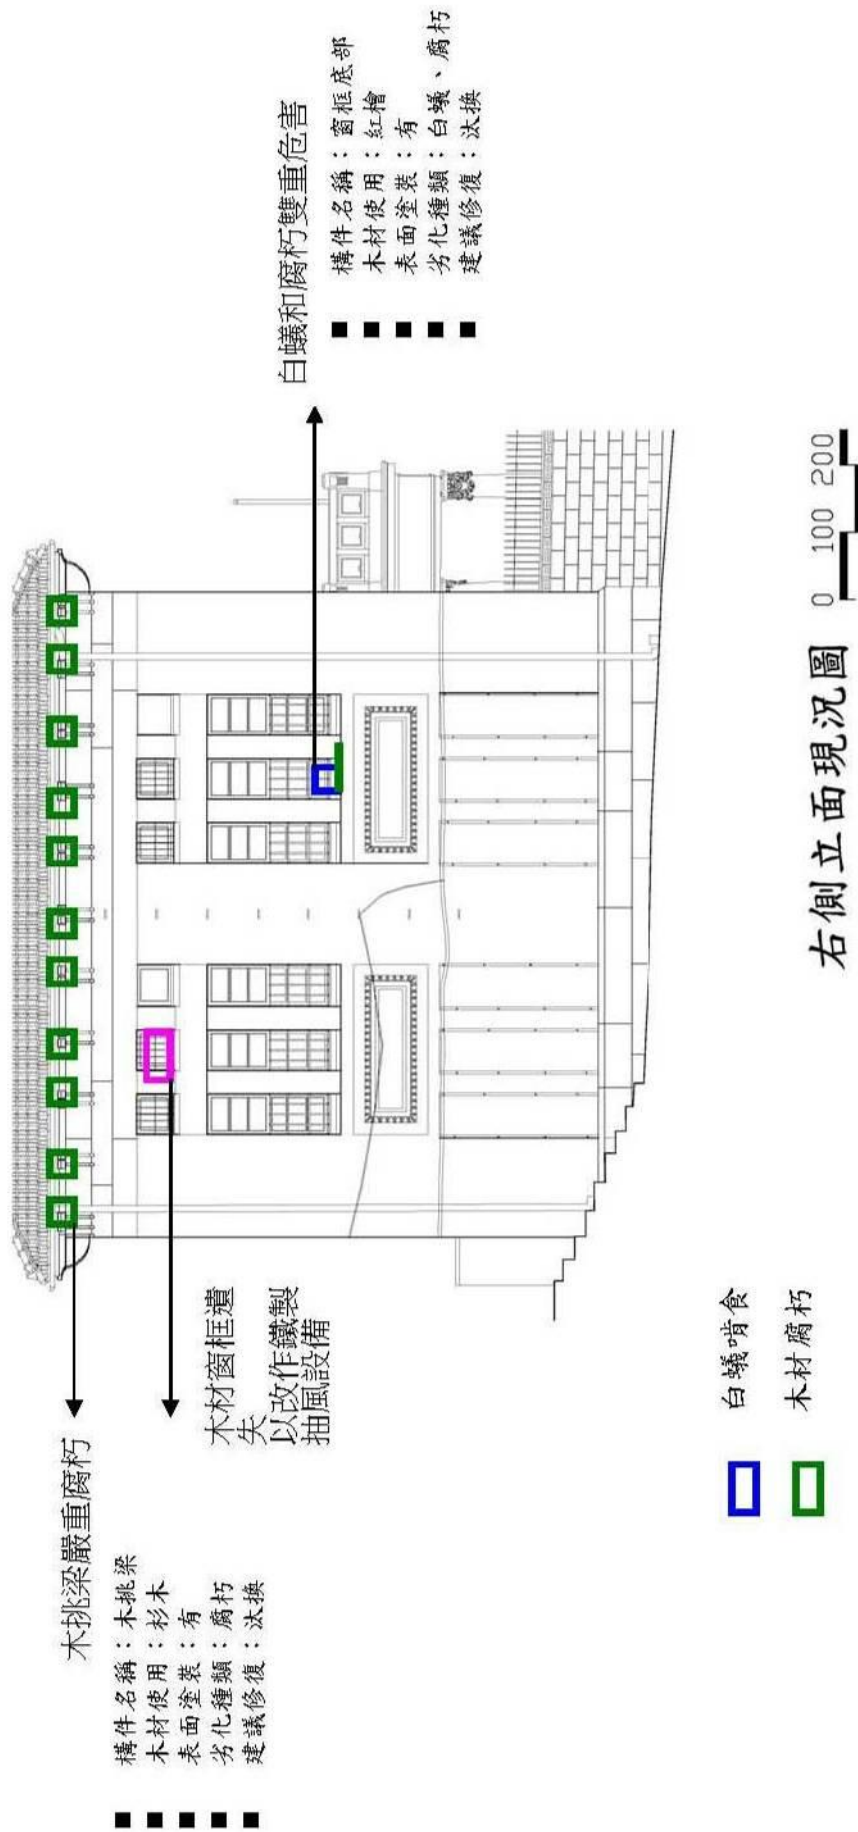 木挑梁嚴重腐朽
■ 構件名稱：木挑梁
■ 木材使用：杉木
■ 表面塗裝：有
■ 劣化種類：腐朽
■ 建議修復：汰換
木材窗框遺
失
以改作鐵製
抽風設備
白蟻和腐朽雙重危害
■ 構件名稱：窗框底部
■ 木材使用：紅檜
■ 表面塗裝：有
■ 劣化種類：白蟻、腐朽
■ 建議修復：汰換
白蟻啃食
木材腐朽
右側立面現況圖
0 100 200